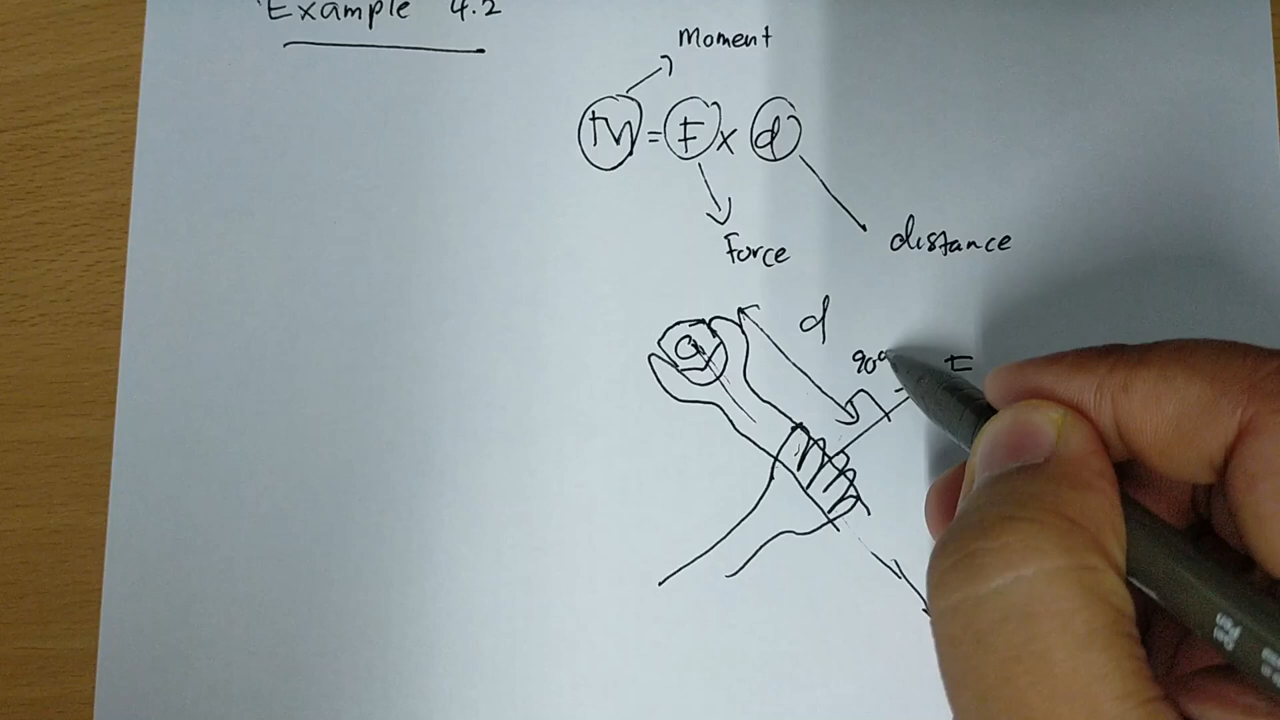 Example 4.2
Moment
M = F x d
Force
distance
d
90°
F
a